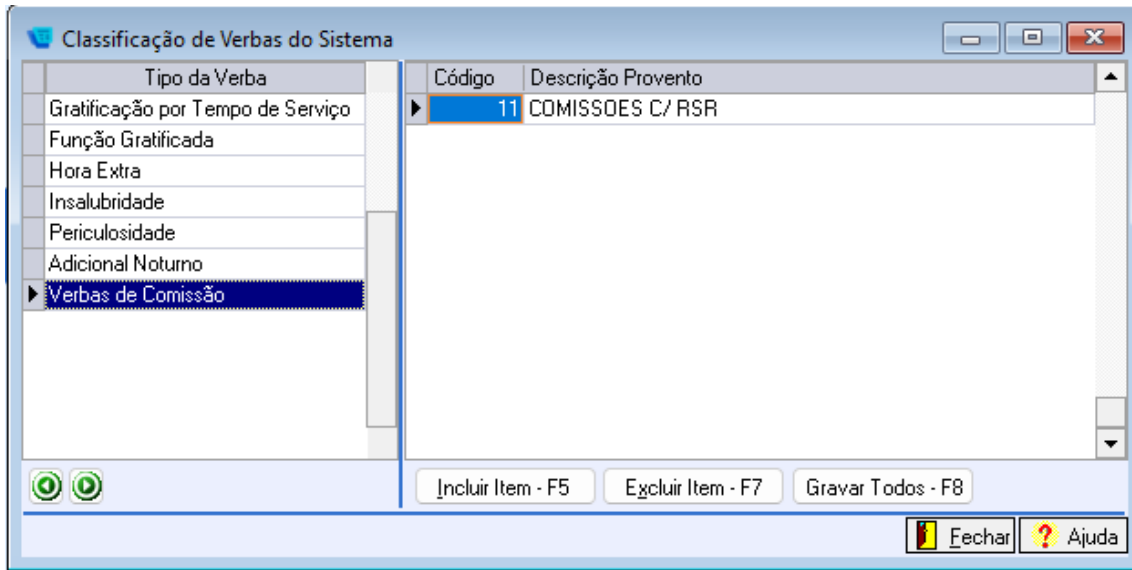 Classificação de Verbas do Sistema
Tipo da Verba
Gratificação por Tempo de Serviço
Função Gratificada
Hora Extra
Insalubridade
Periculosidade
Adicional Noturno
Verbas de Comissão
Código Descrição Provento
11 COMISSOES C/ RSR
Incluir Item - F5 Excluir Item - F7 Gravar Todos - F8
Fechar ? Ajuda